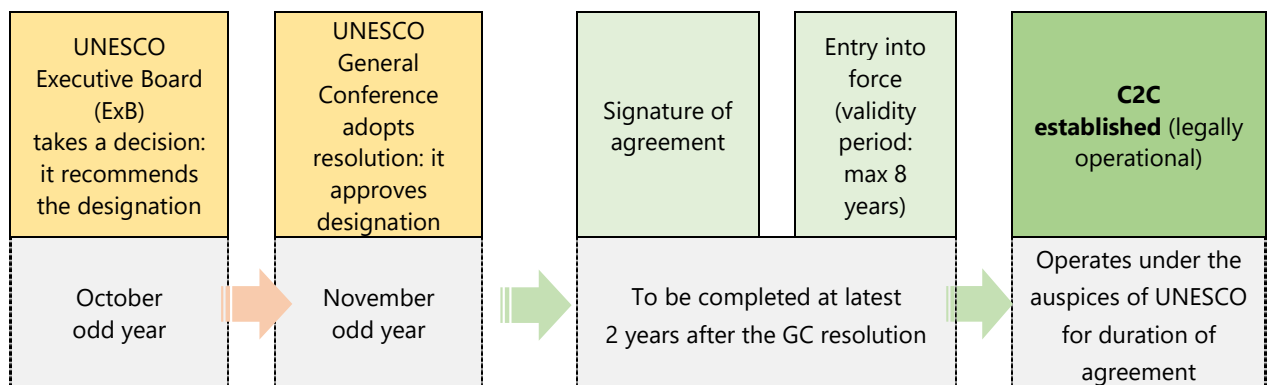 UNESCO
Executive Board
(ExB)
takes a decision:
it recommends
the designation
UNESCO
General
Conference
adopts
resolution: it
approves
designation
Signature of
agreement
Entry into
force
(validity
period:
max 8
years)
C2C
established (legally
operational)
October
odd year
November
odd year
To be completed at latest
2 years after the GC resolution
Operates under the
auspices of UNESCO
for duration of
agreement